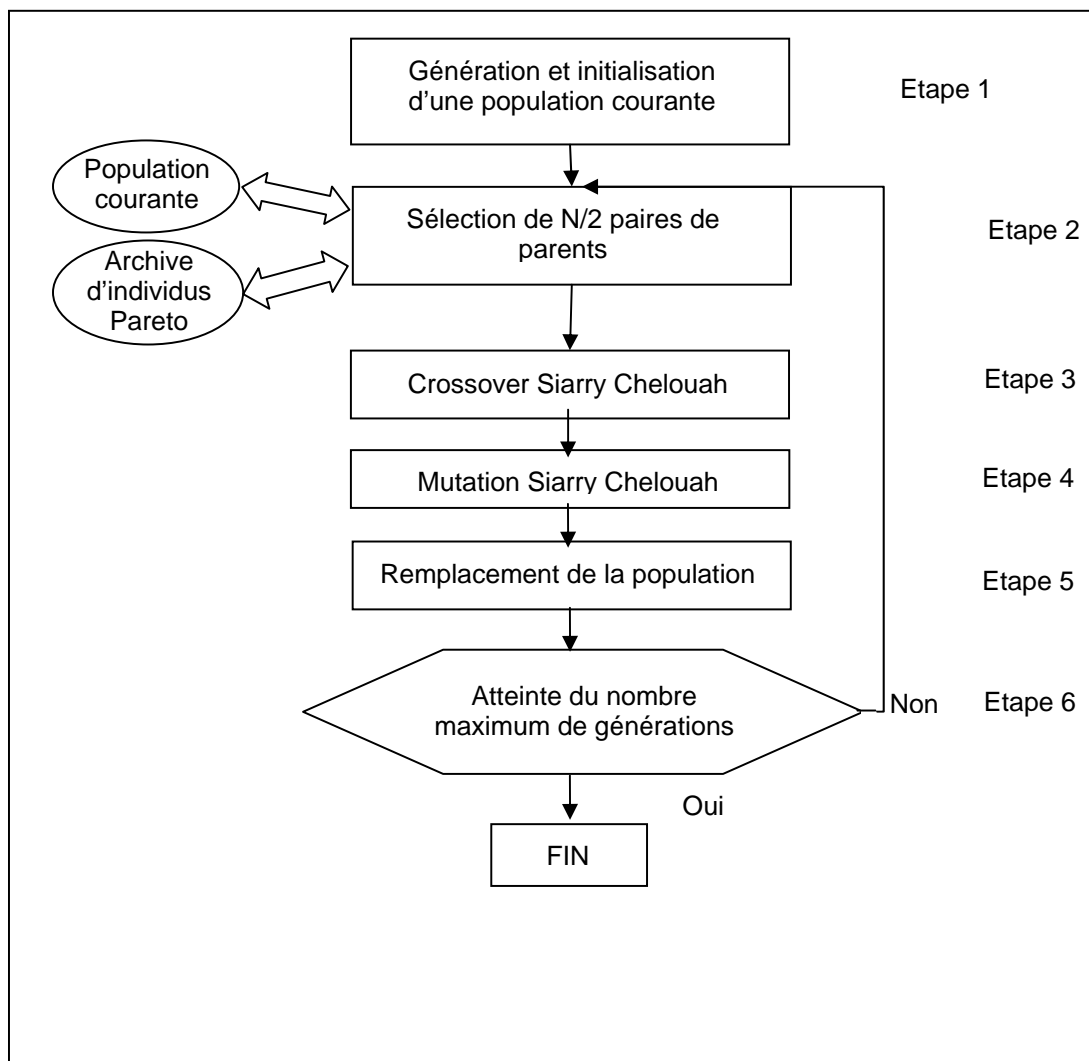 Génération et initialisation
d’une population courante
Etape 1
Population
courante
Sélection de N/2 paires de
parents
Etape 2
Archive
d’individus
Pareto
Crossover Siarry Chelouah
Etape 3
Mutation Siarry Chelouah
Etape 4
Remplacement de la population
Etape 5
Atteinte du nombre
maximum de générations
Non
Etape 6
Oui
FIN